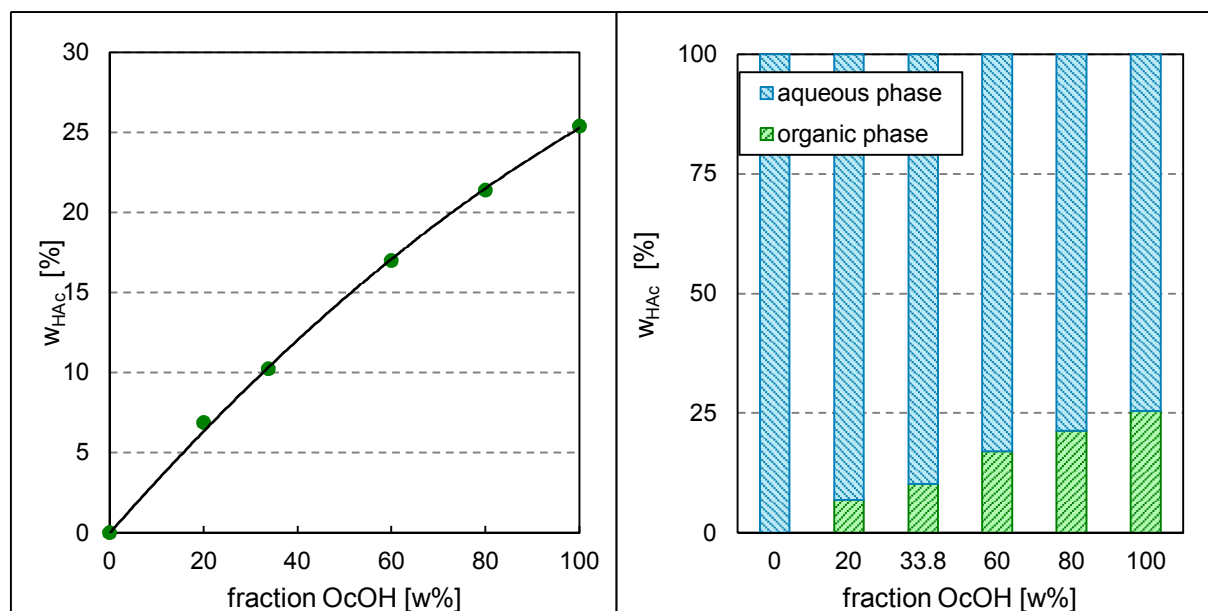 30
25
20
15
10
5
0
w_HAc [%]
0 20 40 60 80 100
fraction OcOH [w%]
100
75
50
25
0
w_HAc [%]
aqueous phase
organic phase
0 20 33.8 60 80 100
fraction OcOH [w%]